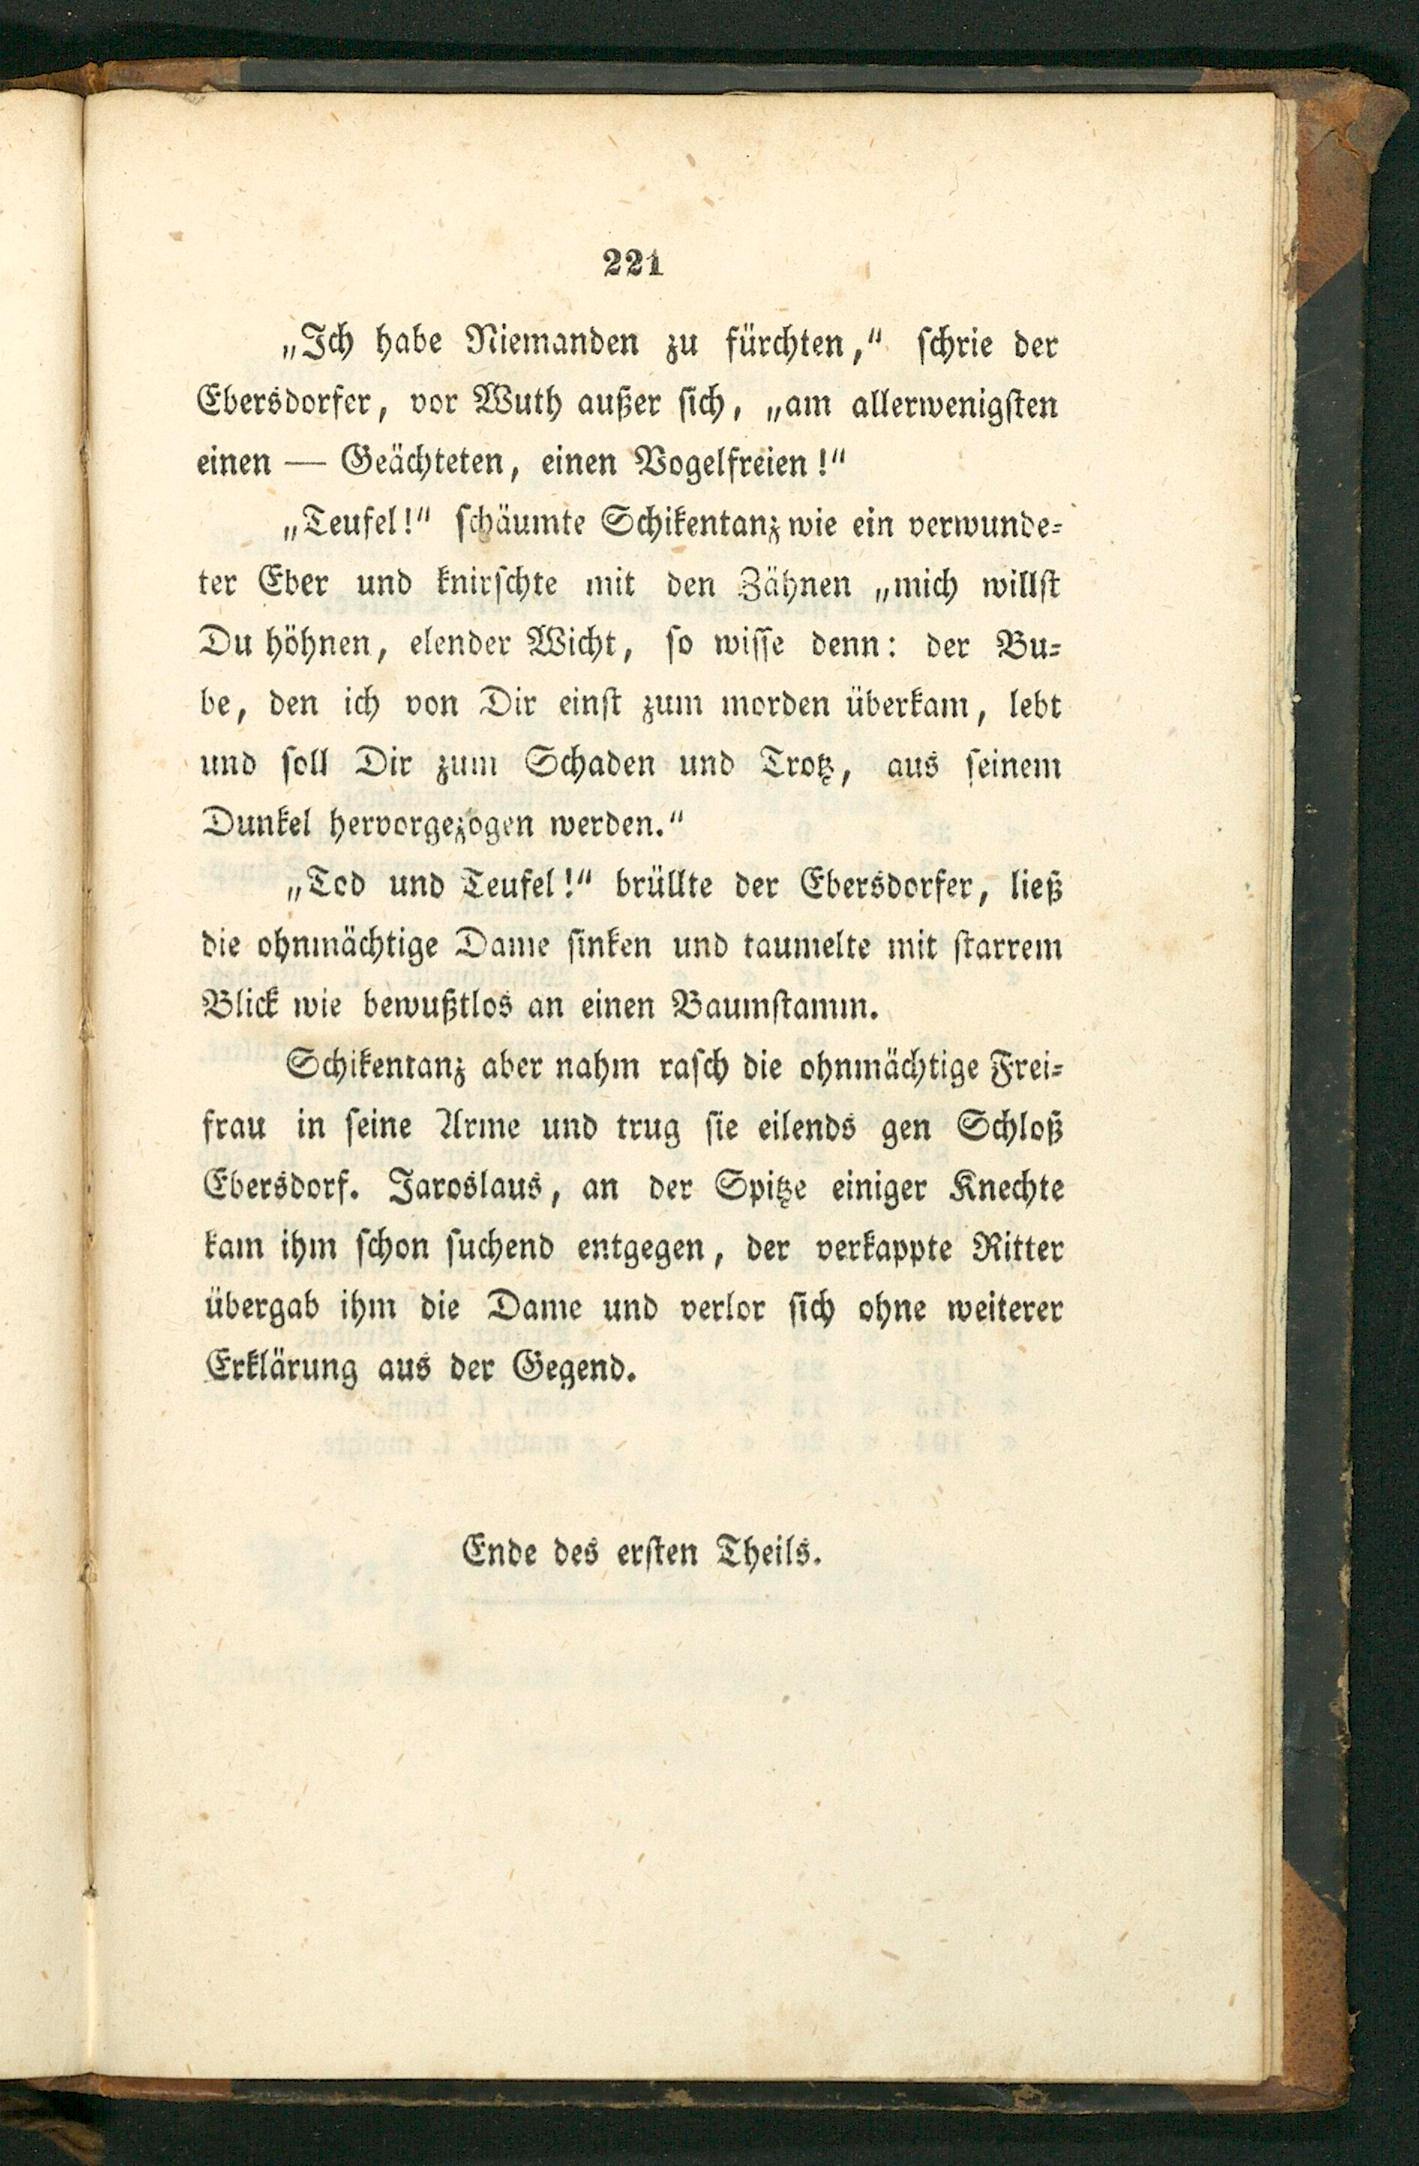 221
„Ich habe Niemanden zu fürchten,“ schrie der
Ebersdorfer, vor Wuth außer sich, „am allerwenigsten
einen — Geächteten, einen Vogelfreien!“
„Teufel!“ schäumte Schikentanz wie ein verwunde-
ter Eber und knirschte mit den Zähnen „mich willst
Du höhnen, elender Wicht, so wisse denn: der Bu-
be, den ich von Dir einst zum morden überkam, lebt
und soll Dir zum Schaden und Trotz, aus seinem
Dunkel hervorgezogen werden.“
„Tod und Teufel!“ brüllte der Ebersdorfer, ließ
die ohnmächtige Dame sinken und taumelte mit starrem
Blick wie bewußtlos an einen Baumstamm.
Schikentanz aber nahm rasch die ohnmächtige Frei-
frau in seine Arme und trug sie eilends gen Schloß
Ebersdorf. Jaroslaus, an der Spitze einiger Knechte
kam ihm schon suchend entgegen, der verkappte Ritter
übergab ihm die Dame und verlor sich ohne weiterer
Erklärung aus der Gegend.
Ende des ersten Theils.